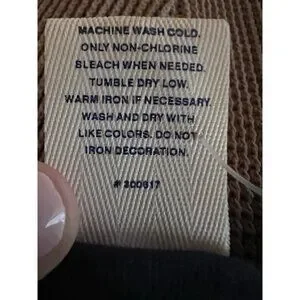 MACHINE WASH COLD.
ONLY NON-CHLORINE
BLEACH WHEN NEEDED.
TUMBLE DRY LOW.
WARM IRON IF NECESSARY.
WASH AND DRY WITH
LIKE COLORS. DO NOT
IRON DECORATION.
# 300617